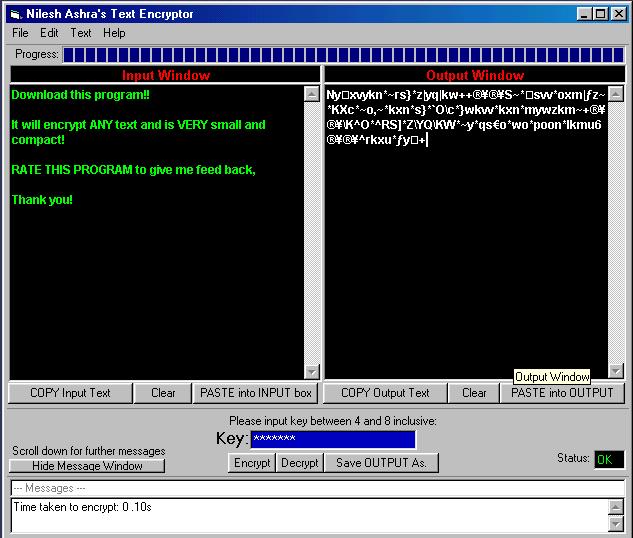 Nilesh Ashra's Text Encryptor
File Edit Text Help
Progress:
Input Window
Download this program!!
It will encrypt ANY text and is VERY small and
compact!
RATE THIS PROGRAM to give me feed back,
Thank you!
Output Window
Ny□xvykn*~rs}*z|yq|kw++®¥®¥S~*□svv*oxm|ƒz~
*KXc*~o‚~*kxn*s}*`O\c*}wkvv*kxn*mywzkm~+®¥
®¥\K^O*^RS]*Z\YQ\KW*~y*qs€o*wo*poon*lkmu6
®¥®¥^rkxu*ƒy□+
Output Window
COPY Input Text Clear PASTE into INPUT box
COPY Output Text Clear PASTE into OUTPUT
Please input key between 4 and 8 inclusive:
Key: *******
Scroll down for further messages
Hide Message Window
Encrypt Decrypt Save OUTPUT As.
Status: OK
--- Messages ---
Time taken to encrypt: 0 .10s